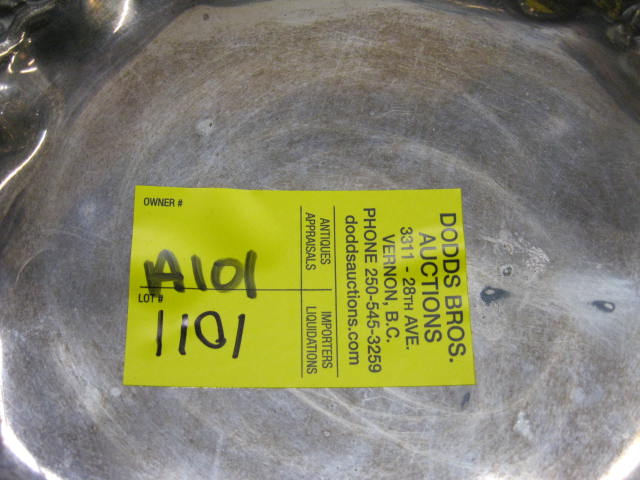 OWNER #
A101
LOT #
1101
DODDS BROS.
AUCTIONS
3311 - 28TH AVE.
VERNON, B.C.
PHONE 250-545-3259
doddsauctions.com
ANTIQUES
APPRAISALS
IMPORTERS
LIQUIDATIONS